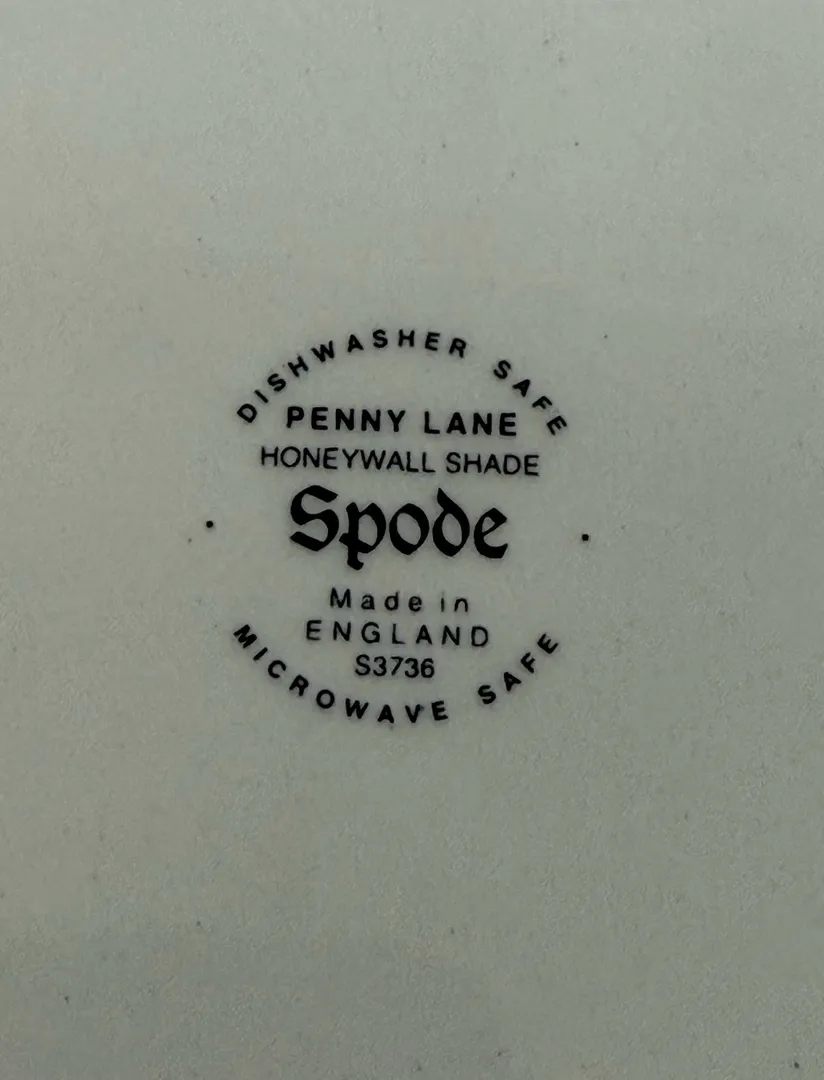 DISHWASHER SAFE
PENNY LANE
HONEYWALL SHADE
Spode
Made in
ENGLAND
S3736
MICROWAVE SAFE